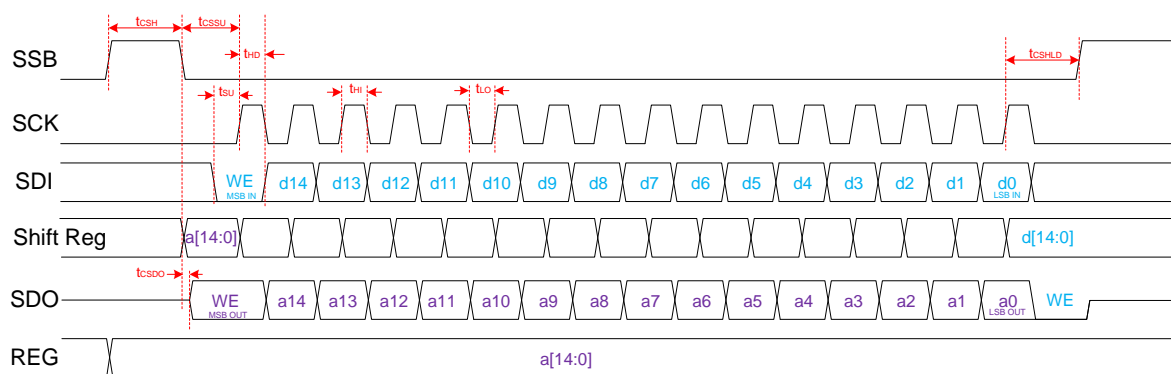 tCSH tCSSU
SSB tHD tCSHLD
tSU tHI tLO
SCK
SDI WE d14 d13 d12 d11 d10 d9 d8 d7 d6 d5 d4 d3 d2 d1 d0
MSB IN LSB IN
Shift Reg a[14:0] d[14:0]
tCSDO
SDO WE a14 a13 a12 a11 a10 a9 a8 a7 a6 a5 a4 a3 a2 a1 a0 WE
MSB OUT LSB OUT
REG a[14:0]